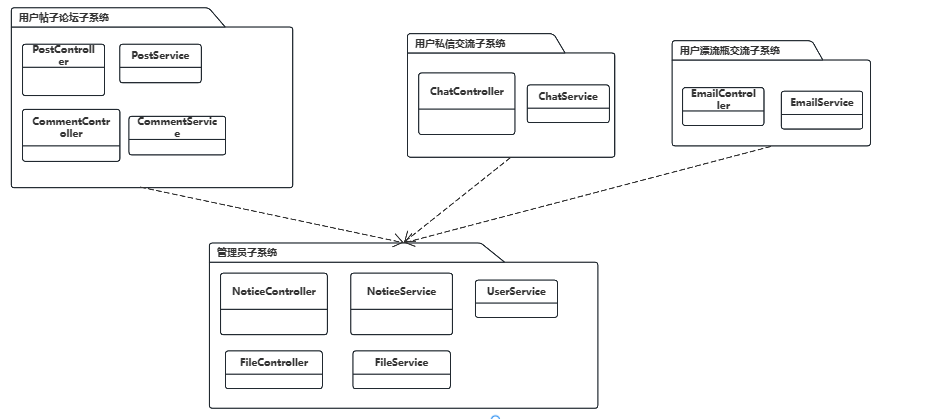 用户帖子论坛子系统
PostControll
er
PostService
CommentContr
oller
CommentServic
e
用户私信交流子系统
ChatController
ChatService
用户漂流瓶交流子系统
EmailControl
ler
EmailService
管理员子系统
NoticeController
NoticeService
UserService
FileController
FileService